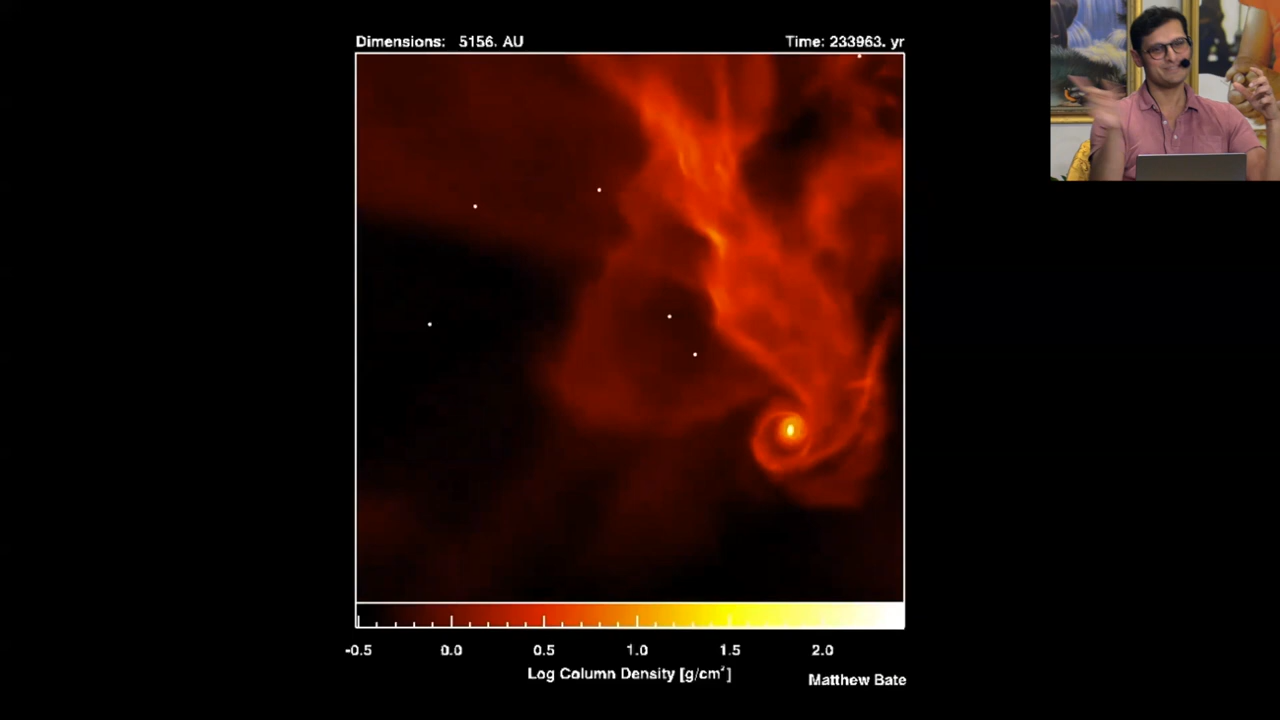 Dimensions: 5156. AU
Time: 233963. yr
-0.5 0.0 0.5 1.0 1.5 2.0
Log Column Density [g/cm²]
Matthew Bate